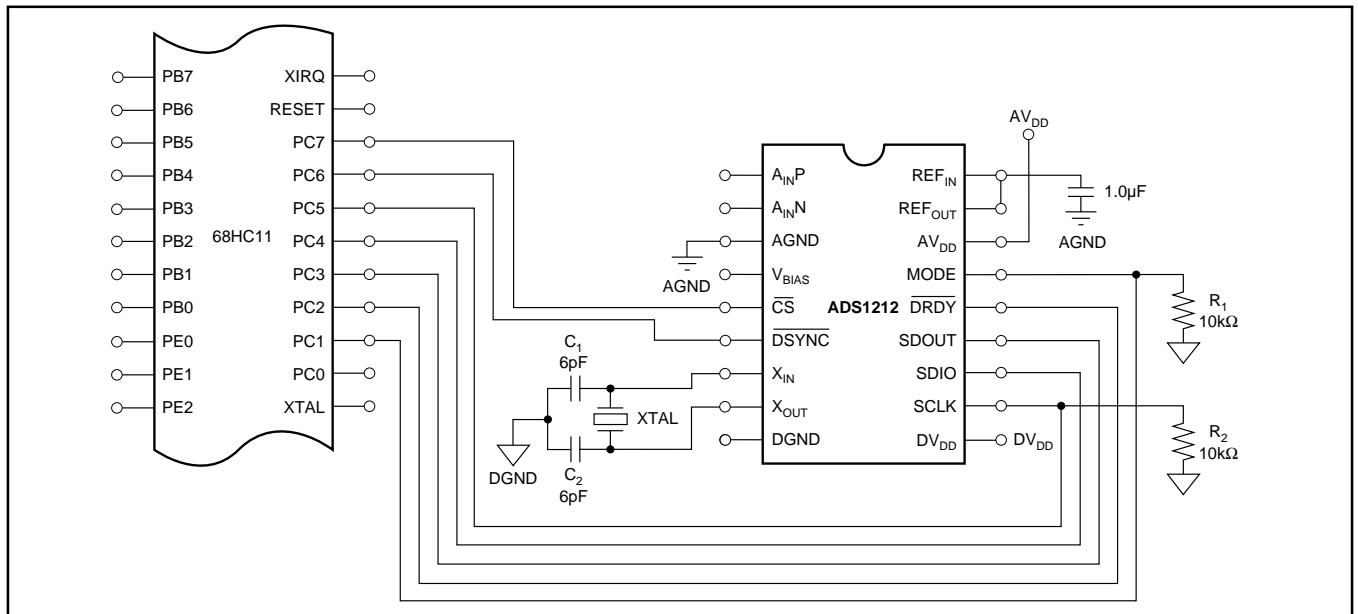 PB7
PB6
PB5
PB4
PB3
PB2
PB1
PB0
PE0
PE1
PE2
68HC11
XIRQ
RESET
PC7
PC6
PC5
PC4
PC3
PC2
PC1
PC0
XTAL
C1
6pF
XTAL
C2
6pF
DGND
AGND
AINP
AINN
AGND
VBIAS
CS
DSYNC
XIN
XOUT
DGND
ADS1212
REFIN
REFOUT
AVDD
MODE
DRDY
SDOUT
SDIO
SCLK
DVDD
AVDD
1.0µF
AGND
R1
10kΩ
R2
10kΩ
DVDD